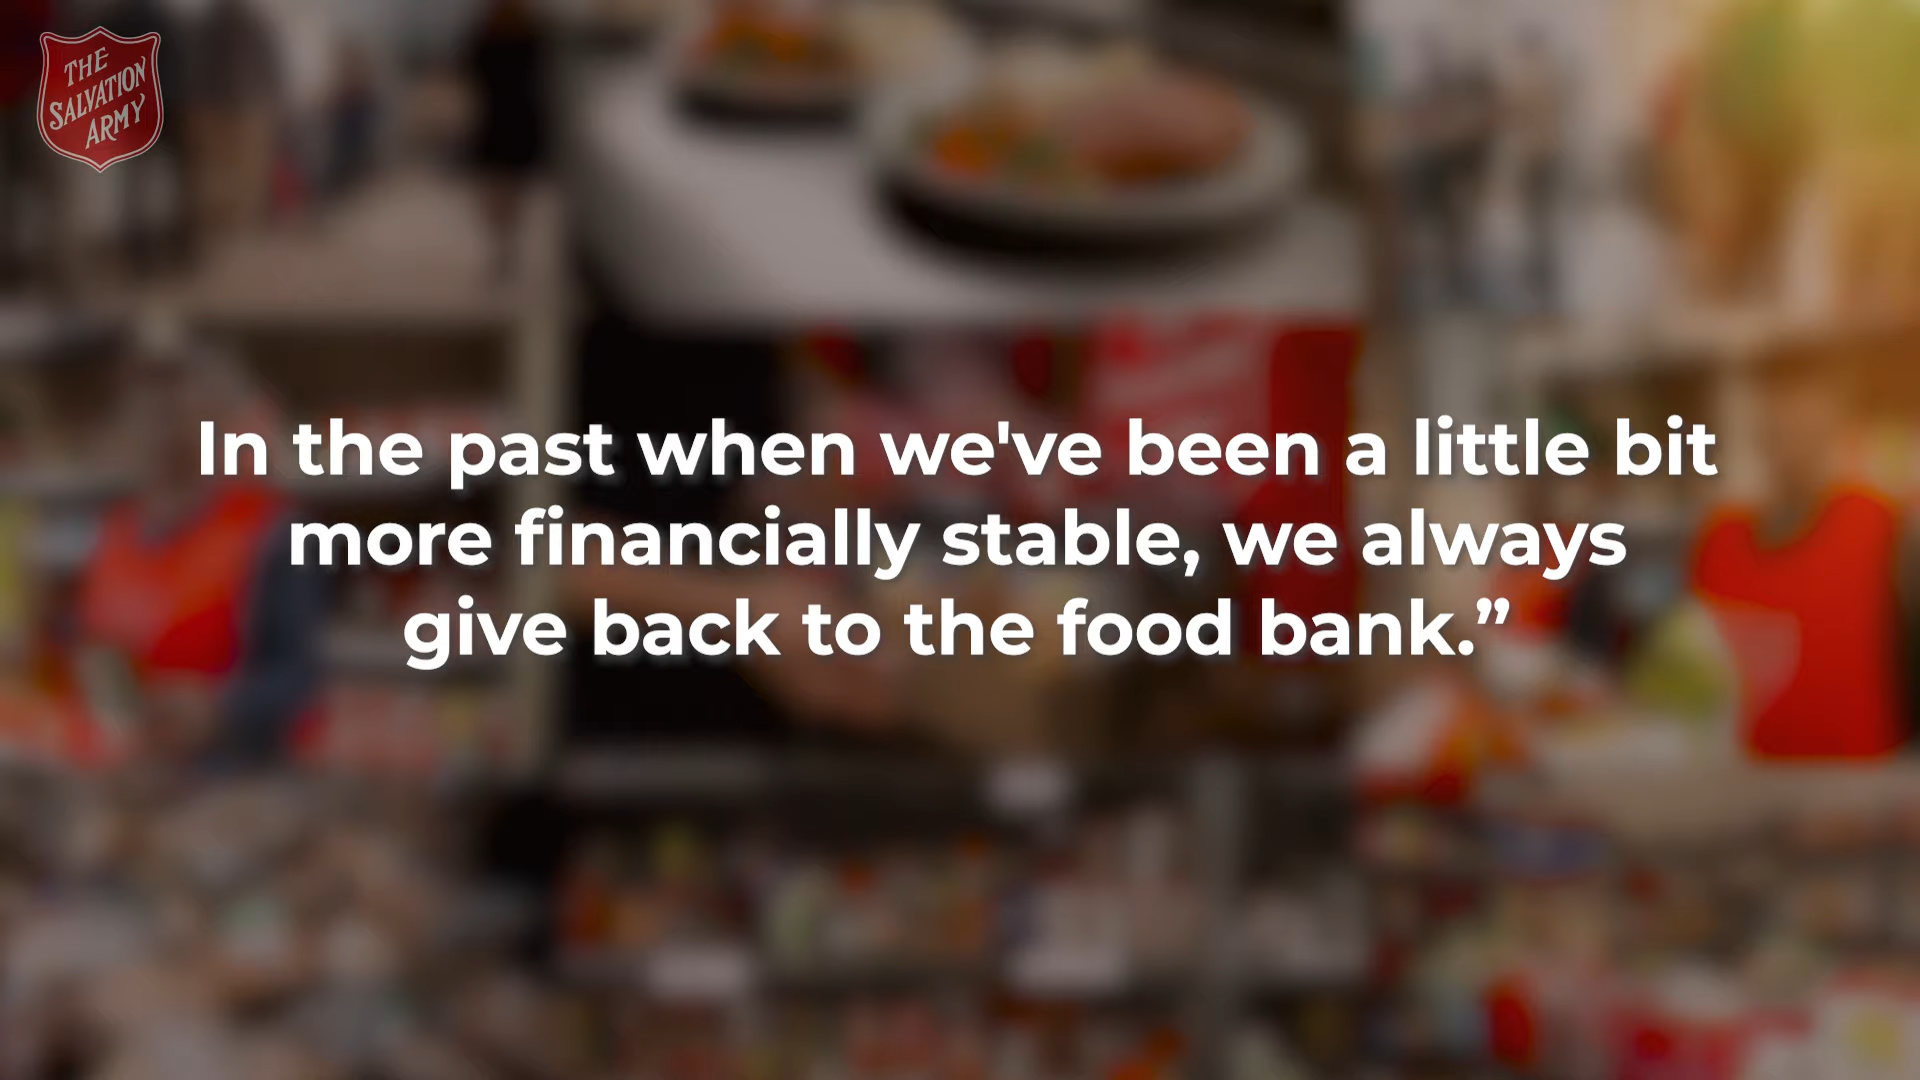 THE
SALVATION
ARMY
In the past when we've been a little bit
more financially stable, we always
give back to the food bank.”